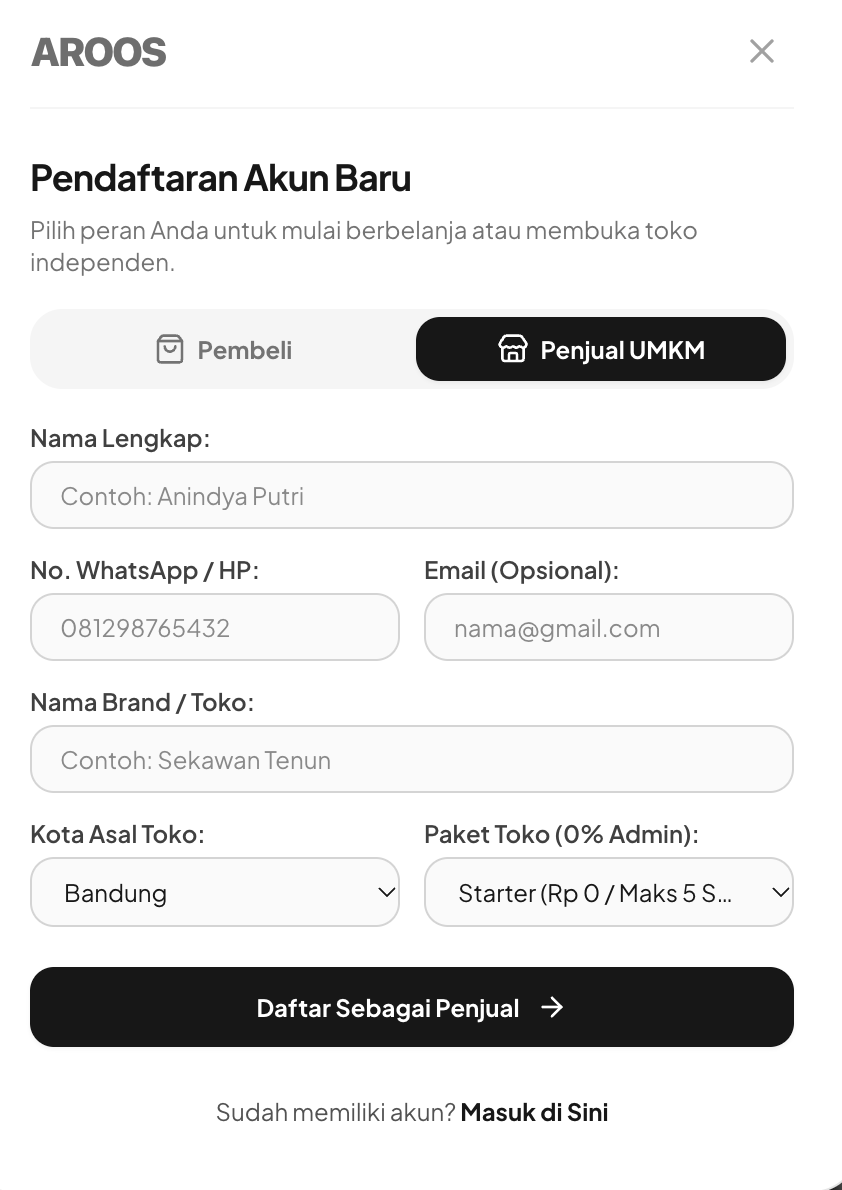 AROOS
Pendaftaran Akun Baru
Pilih peran Anda untuk mulai berbelanja atau membuka toko
independen.
Pembeli
Penjual UMKM
Nama Lengkap:
Contoh: Anindya Putri
No. WhatsApp / HP:
Email (Opsional):
081298765432
nama@gmail.com
Nama Brand / Toko:
Contoh: Sekawan Tenun
Kota Asal Toko:
Paket Toko (0% Admin):
Bandung
Starter (Rp 0 / Maks 5 S...
Daftar Sebagai Penjual
Sudah memiliki akun? Masuk di Sini